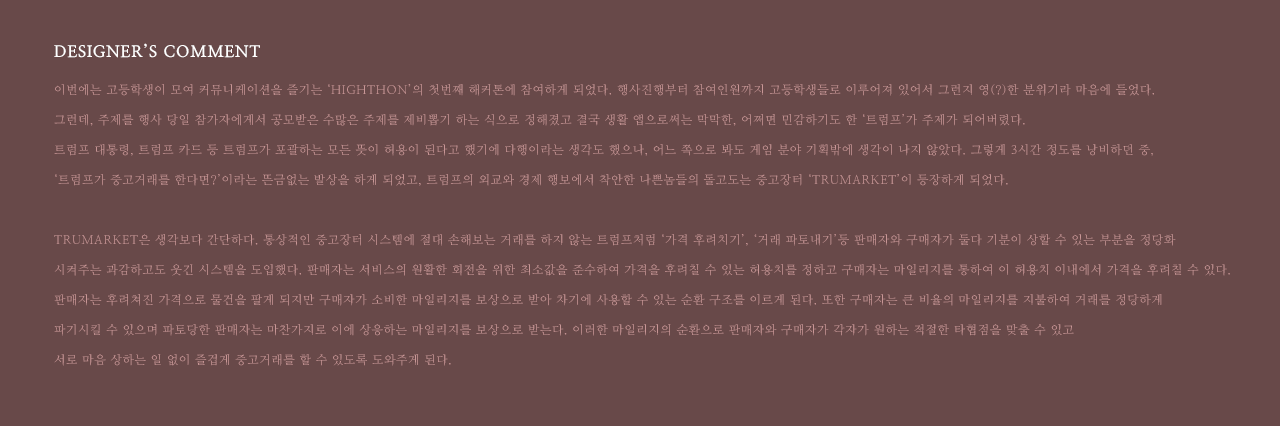 DESIGNER'S COMMENT
이번에는 고등학생이 모여 커뮤니케이션을 즐기는 'HIGHTHON'의 첫번째 해커톤에 참여하게 되었다. 행사진행부터 참여인원까지 고등학생들로 이루어져 있어서 그런지 영(?)한 분위기라 마음에 들었다.
그런데, 주제를 행사 당일 참가자에게서 공모받은 수많은 주제를 제비뽑기 하는 식으로 정해졌고 결국 생활 앱으로써는 막막한, 어쩌면 민감하기도 한 '트럼프'가 주제가 되어버렸다.
트럼프 대통령, 트럼프 카드 등 트럼프가 포괄하는 모든 뜻이 허용이 된다고 했기에 다행이라는 생각도 했으나, 어느 쪽으로 봐도 게임 분야 기획밖에 생각이 나지 않았다. 그렇게 3시간 정도를 낭비하던 중,
'트럼프가 중고거래를 한다면?'이라는 뜬금없는 발상을 하게 되었고, 트럼프의 외교와 경제 행보에서 착안한 나쁜놈들의 돌고도는 중고장터 'TRUMARKET'이 등장하게 되었다.
TRUMARKET은 생각보다 간단하다. 통상적인 중고장터 시스템에 절대 손해보는 거래를 하지 않는 트럼프처럼 '가격 후려치기', '거래 파토내기'등 판매자와 구매자가 둘다 기분이 상할 수 있는 부분을 정당화
시켜주는 과감하고도 웃긴 시스템을 도입했다. 판매자는 서비스의 원활한 회전을 위한 최소값을 준수하여 가격을 후려칠 수 있는 허용치를 정하고 구매자는 마일리지를 통하여 이 허용치 이내에서 가격을 후려칠 수 있다.
판매자는 후려쳐진 가격으로 물건을 팔게 되지만 구매자가 소비한 마일리지를 보상으로 받아 차기에 사용할 수 있는 순환 구조를 이르게 된다. 또한 구매자는 큰 비율의 마일리지를 지불하여 거래를 정당하게
파기시킬 수 있으며 파토당한 판매자는 마찬가지로 이에 상응하는 마일리지를 보상으로 받는다. 이러한 마일리지의 순환으로 판매자와 구매자가 각자가 원하는 적절한 타협점을 맞출 수 있고
서로 마음 상하는 일 없이 즐겁게 중고거래를 할 수 있도록 도와주게 된다.